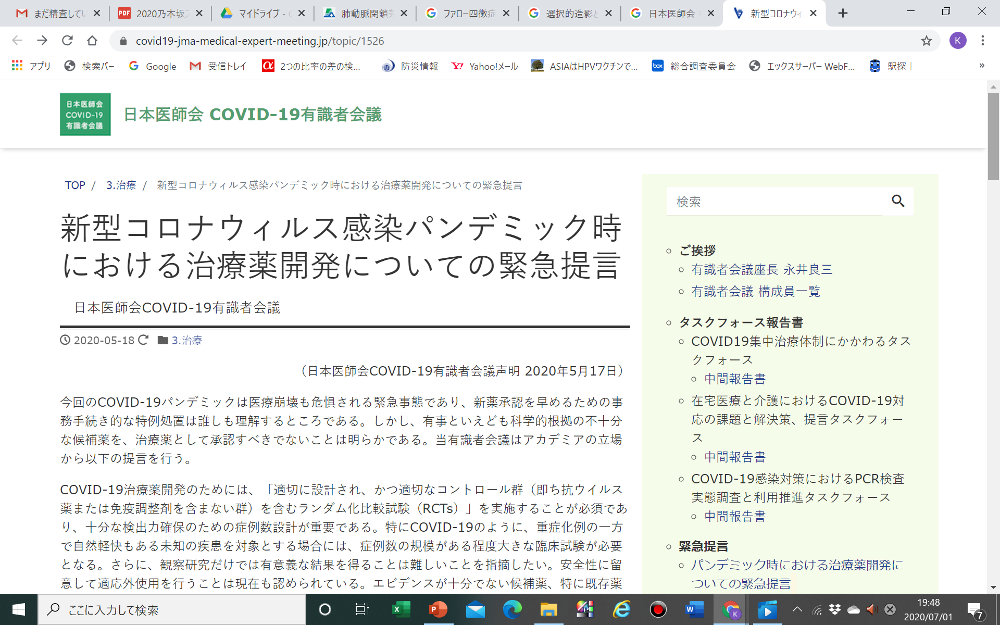 まだ精査してい
PDF 2020乃木坂ス
マイドライブ - G
肺動脈閉鎖兼
ファロー四徴症
選択的造影と
日本医師会 
新型コロナウィ
covid19-jma-medical-expert-meeting.jp/topic/1526
K
アプリ 検索バー Google 受信トレイ 2つの比率の差の検... 防災情報 Yahoo!メール ASIAはHPVワクチンで... box 総合調査委員会 エックスサーバー WebF... 駅探｜ »
日本医師会
COVID-19
有識者会議
日本医師会 COVID-19有識者会議
TOP / 3.治療 / 新型コロナウィルス感染パンデミック時における治療薬開発についての緊急提言
新型コロナウィルス感染パンデミック時
における治療薬開発についての緊急提言
日本医師会COVID-19有識者会議
2020-05-18 3.治療
（日本医師会COVID-19有識者会議声明 2020年5月17日）
今回のCOVID-19パンデミックは医療崩壊も危惧される緊急事態であり、新薬承認を早めるための事
務手続き的な特例処置は誰しも理解するところである。しかし、有事といえども科学的根拠の不十分
な候補薬を、治療薬として承認すべきでないことは明らかである。当有識者会議はアカデミアの立場
から以下の提言を行う。
COVID-19治療薬開発のためには、「適切に設計され、かつ適切なコントロール群（即ち抗ウイルス
薬または免疫調整剤を含まない群）を含むランダム化比較試験（RCTs）」を実施することが必須であ
り、十分な検出力確保のための症例数設計が重要である。特にCOVID-19のように、重症化例の一方
で自然軽快もある未知の疾患を対象とする場合には、症例数の規模がある程度大きな臨床試験が必要
となる。さらに、観察研究だけでは有意義な結果を得ることは難しいことを指摘したい。安全性に留
意して適応外使用を行うことは現在も認められている。エビデンスが十分でない候補薬、特に既存薬
検索
ご挨拶
有識者会議座長 永井良三
有識者会議 構成員一覧
タスクフォース報告書
COVID19集中治療体制にかかわるタス
クフォース
中間報告書
在宅医療と介護におけるCOVID-19対
応の課題と解決策、提言タスクフォー
ス
中間報告書
COVID-19感染対策におけるPCR検査
実態調査と利用推進タスクフォース
中間報告書
緊急提言
パンデミック時における治療薬開発に
ついての緊急提言
ここに入力して検索
19:48
2020/07/01
7